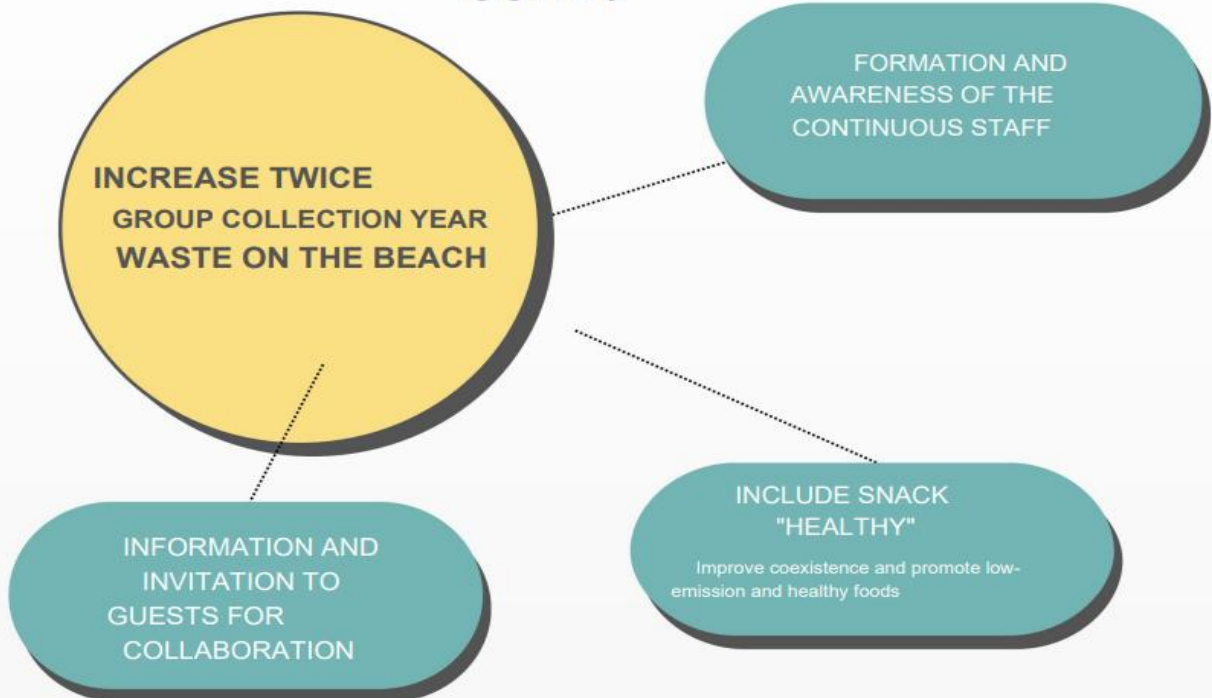 INCREASE TWICE
GROUP COLLECTION YEAR
WASTE ON THE BEACH
FORMATION AND
AWARENESS OF THE
CONTINUOUS STAFF
INCLUDE SNACK
"HEALTHY"
Improve coexistence and promote low-
emission and healthy foods
INFORMATION AND
INVITATION TO
GUESTS FOR
COLLABORATION